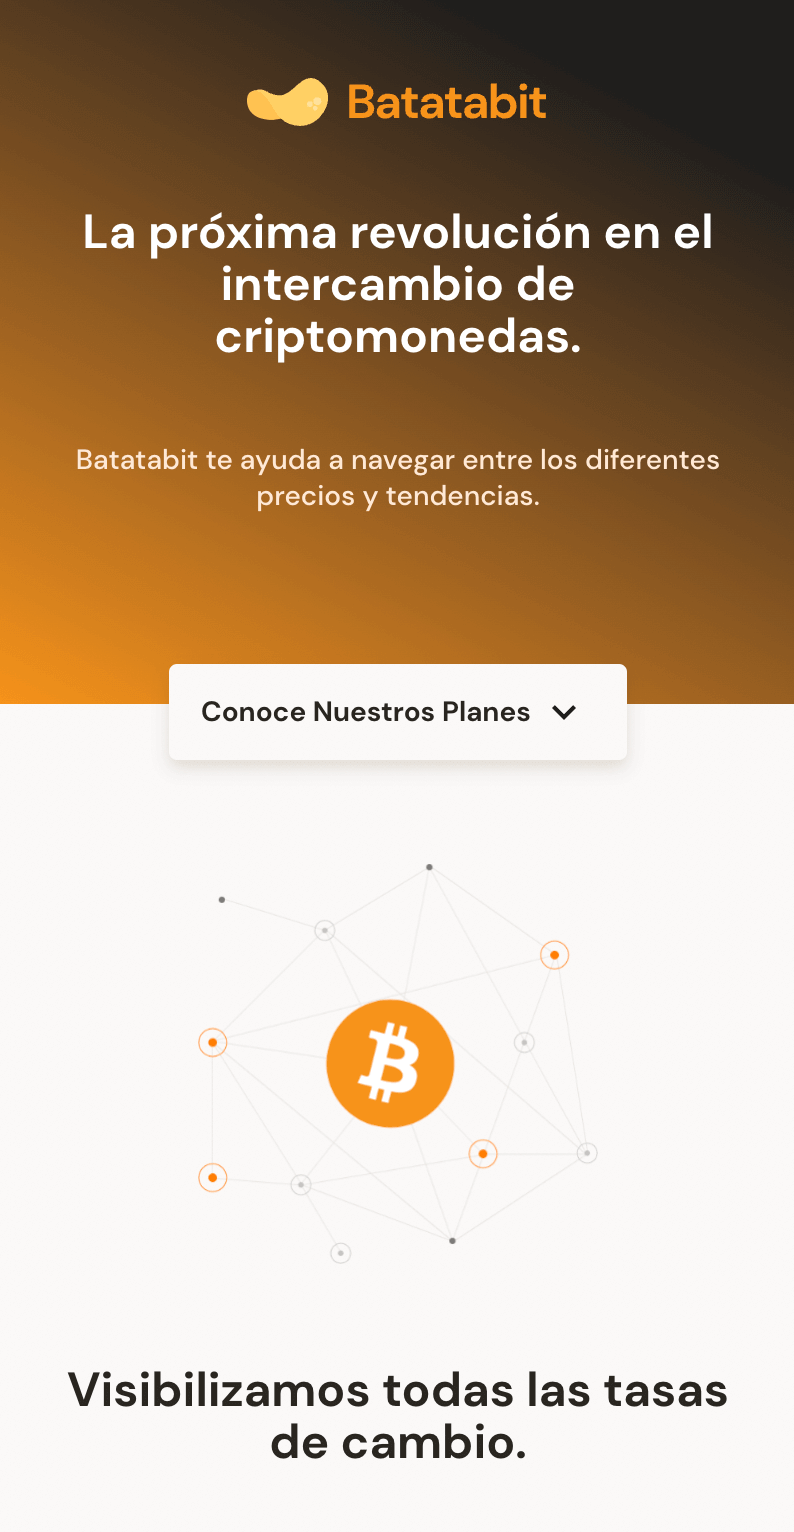 Batatabit
La próxima revolución en el
intercambio de
criptomonedas.
Batatabit te ayuda a navegar entre los diferentes
precios y tendencias.
Conoce Nuestros Planes
Visibilizamos todas las tasas
de cambio.